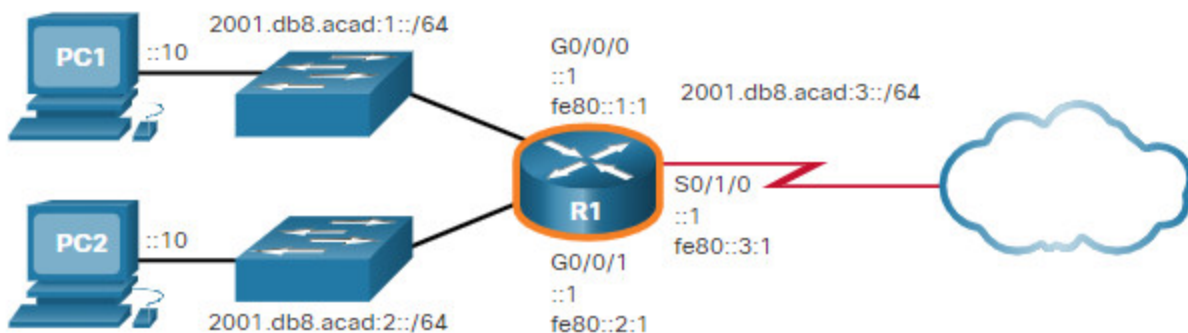 2001.db8.acad:1::/64
PC1
::10
G0/0/0
::1
fe80::1:1
2001.db8.acad:3::/64
R1
S0/1/0
::1
fe80::3:1
PC2
::10
G0/0/1
::1
fe80::2:1
2001.db8.acad:2::/64